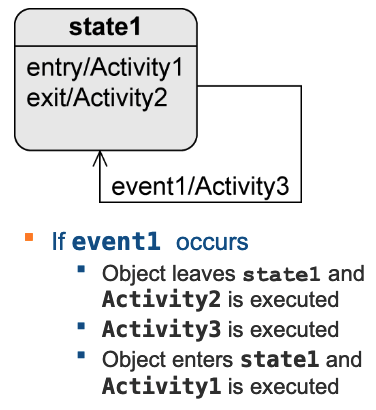 state1
entry/Activity1
exit/Activity2
event1/Activity3
If event1 occurs
Object leaves state1 and
Activity2 is executed
Activity3 is executed
Object enters state1 and
Activity1 is executed